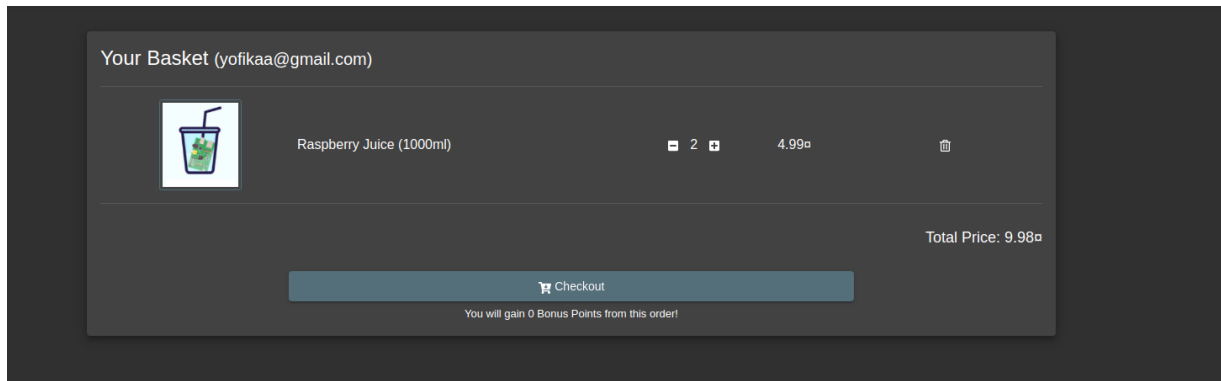 Your Basket (yofikaa@gmail.com)
Raspberry Juice (1000ml) 2 4.99¤
Total Price: 9.98¤
Checkout
You will gain 0 Bonus Points from this order!